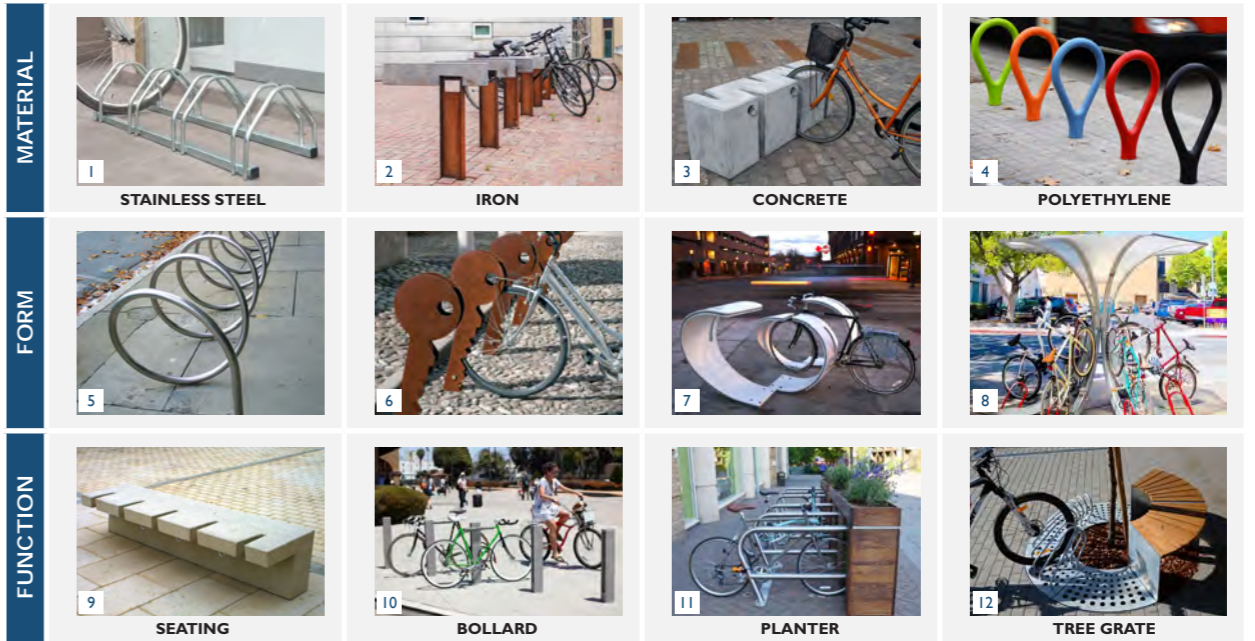 MATERIAL
1
2
3
4
STAINLESS STEEL
IRON
CONCRETE
POLYETHYLENE
FORM
5
6
7
8
FUNCTION
9
10
11
12
SEATING
BOLLARD
PLANTER
TREE GRATE